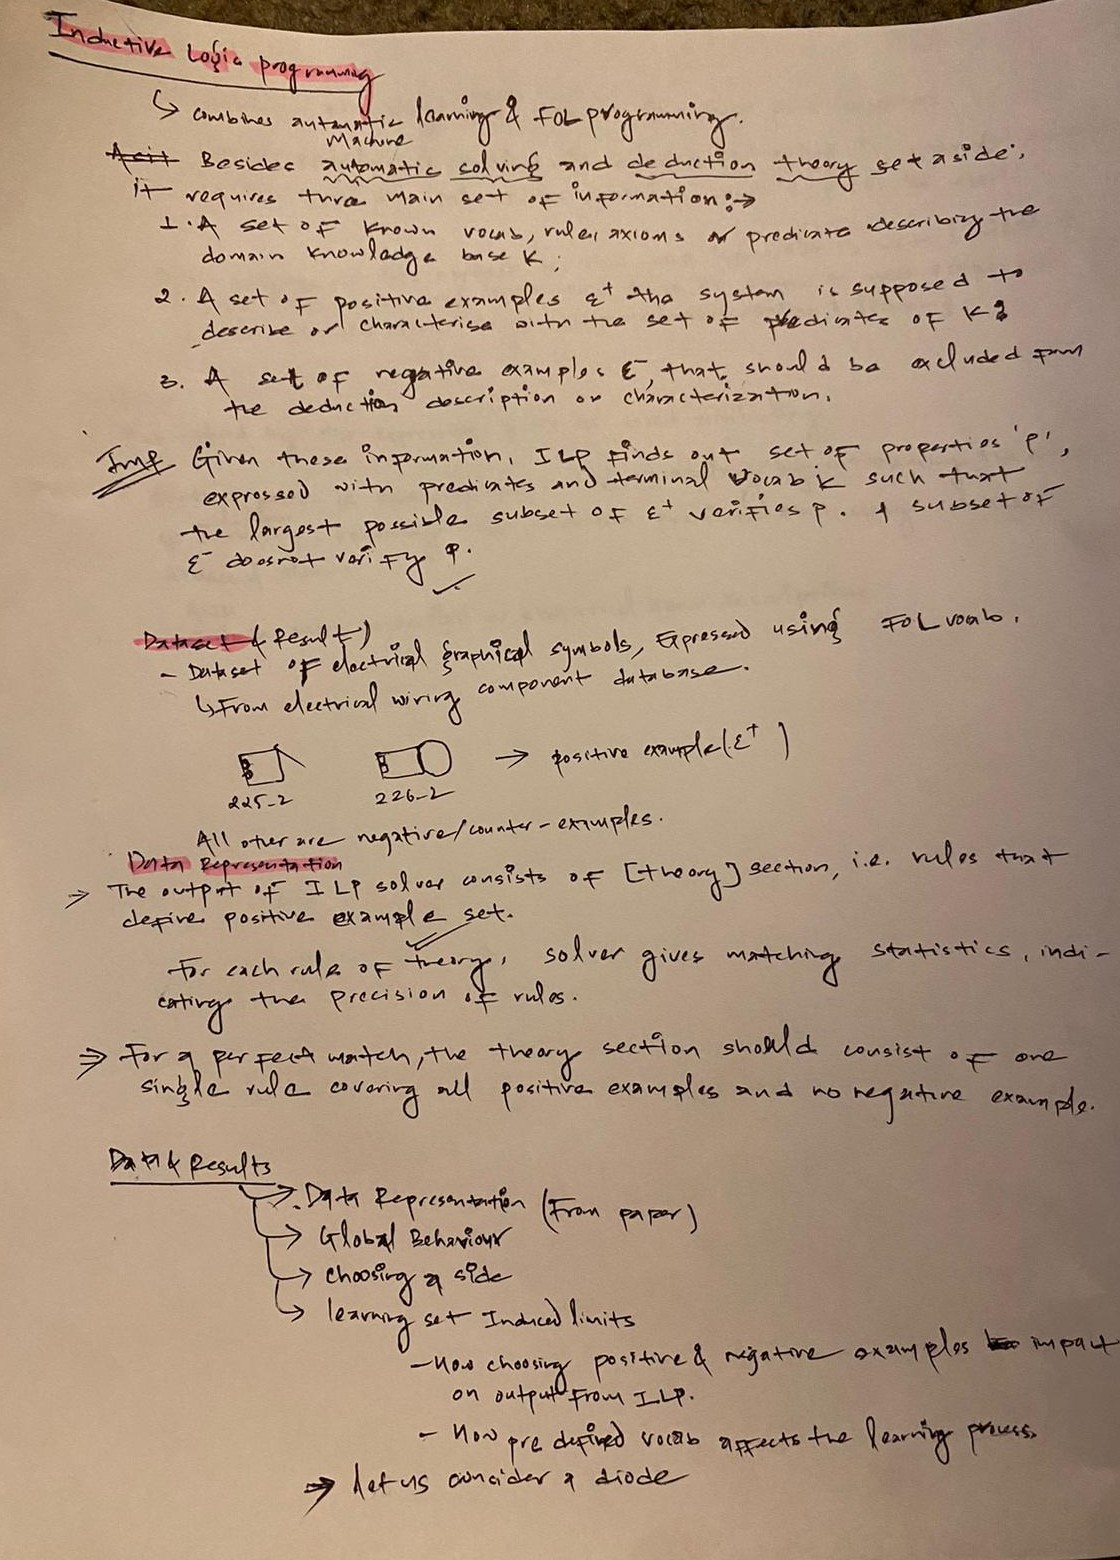 Inductive Logic programming
↳ combines automatic learning & FOL programming.
Machine
Besides automatic solving and deduction theory set aside,
it requires three main set of information:→
1. A set of known vocab, rules, axioms or predicate describing the
domain knowledge base K;
2. A set of positive examples ε+ the system is supposed to
describe or characterise with the set of predicates of K;
3. A set of negative examples ε-, that should be excluded from
the deduction description or characterization.
Imp Given these information, ILP finds out set of properties 'p',
expressed with predicates and terminal vocab K such that
the largest possible subset of ε+ verifies p. & subset of
ε- doesnot verify p.
Dataset & Result)
- Dataset of electrical graphical symbols, Expressed using FOL vocab.
↳ From electrical wiring component database.
→ positive example (ε+)
225-2 226-2
All other are negative/counter-examples.
Data Representation
⇒ The output of ILP solver consists of [theory] section, i.e. rules that
define positive example set.
For each rule of theory, solver gives matching statistics, indi-
cating the precision of rules.
⇒ For a perfect match, the theory section should consist of one
single rule covering all positive examples and no negative example.
Data & Results
→ Data Representation (From paper)
→ Global Behaviour
→ choosing a side
↳ learning set Induced limits
- How choosing positive & negative examples impact
on output from ILP.
- How pre defined vocab affects the learning process.
⇒ let us consider a diode